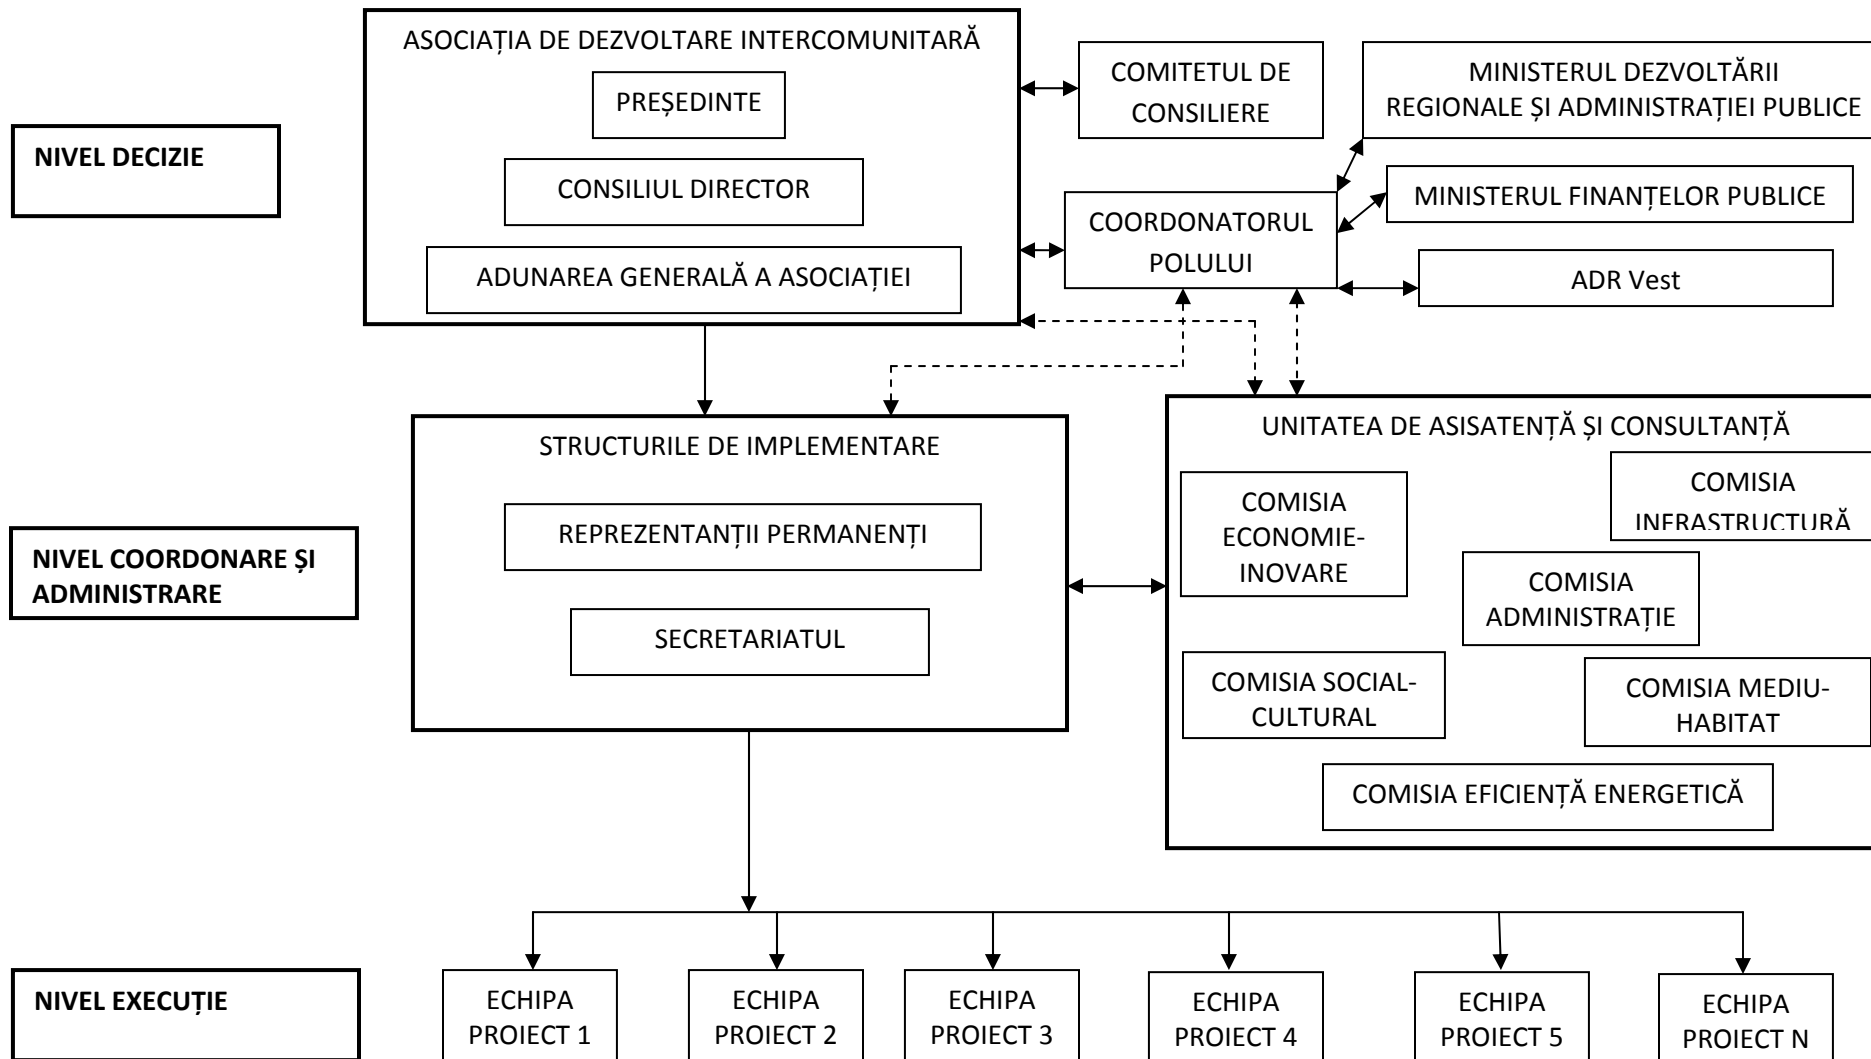 ASOCIAȚIA DE DEZVOLTARE INTERCOMUNITARĂ
PREȘEDINTE
CONSILIUL DIRECTOR
ADUNAREA GENERALĂ A ASOCIAȚIEI
COMITETUL DE
CONSILIERE
MINISTERUL DEZVOLTĂRII
REGIONALE ȘI ADMINISTRAȚIEI PUBLICE
NIVEL DECIZIE
COORDONATORUL
POLULUI
MINISTERUL FINANȚELOR PUBLICE
ADR Vest
STRUCTURILE DE IMPLEMENTARE
REPREZENTANȚII PERMANENȚI
SECRETARIATUL
UNITATEA DE ASISATENȚĂ ȘI CONSULTANȚĂ
COMISIA
ECONOMIE-
INOVARE
COMISIA
INFRASTRUCTURĂ
COMISIA
ADMINISTRAȚIE
COMISIA SOCIAL-
CULTURAL
COMISIA MEDIU-
HABITAT
COMISIA EFICIENȚĂ ENERGETICĂ
NIVEL COORDONARE ȘI
ADMINISTRARE
NIVEL EXECUȚIE
ECHIPA
PROIECT 1
ECHIPA
PROIECT 2
ECHIPA
PROIECT 3
ECHIPA
PROIECT 4
ECHIPA
PROIECT 5
ECHIPA
PROIECT N